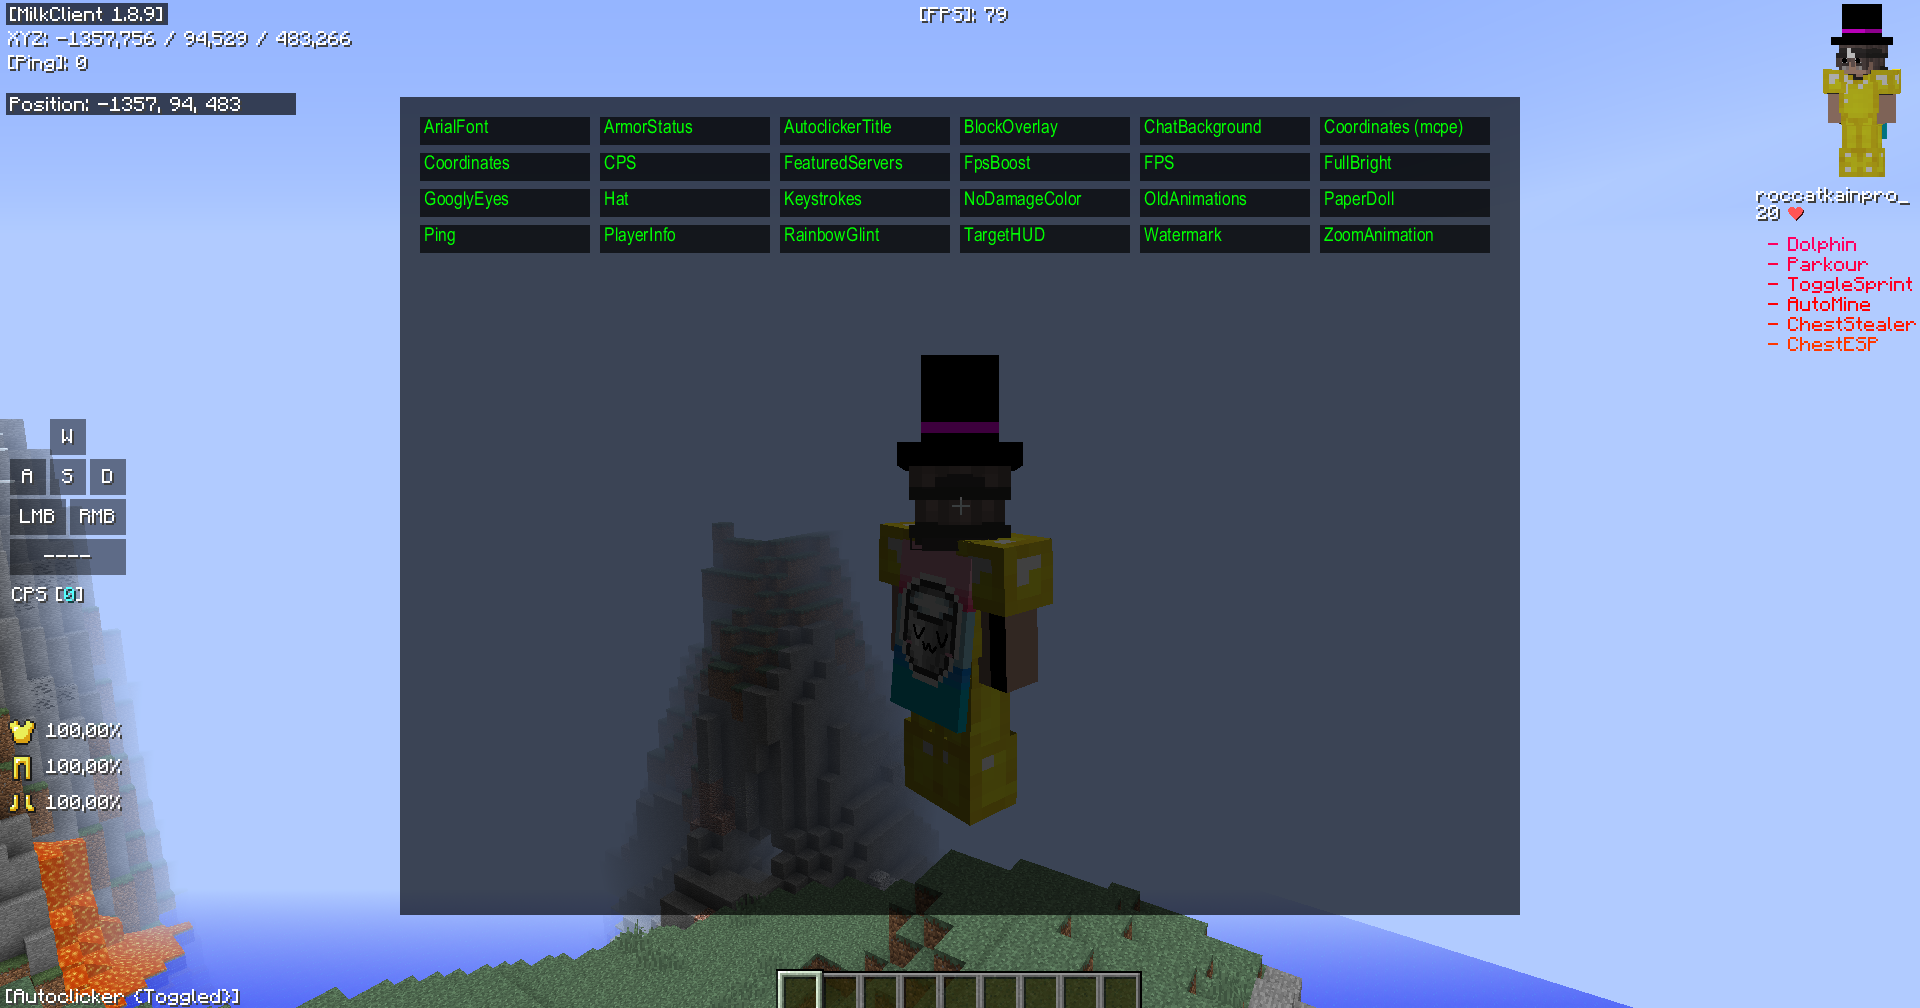 [MilkClient 1.8.9]
[FPS]: 79
XYZ: -1357,756 / 94,529 / 483,266
[Ping]: 0
Position: -1357, 94, 483
ArialFont
ArmorStatus
AutoclickerTitle
BlockOverlay
ChatBackground
Coordinates (mcpe)
Coordinates
CPS
FeaturedServers
FpsBoost
FPS
FullBright
GooglyEyes
Hat
Keystrokes
NoDamageColor
OldAnimations
PaperDoll
Ping
PlayerInfo
RainbowGlint
TargetHUD
Watermark
ZoomAnimation
roccatkainpro_
20 ❤
- Dolphin
- Parkour
- ToggleSprint
- AutoMine
- ChestStealer
- ChestESP
W
A S D
LMB RMB
----
CPS [0]
100,00%
100,00%
100,00%
[Autoclicker {Toggled}]